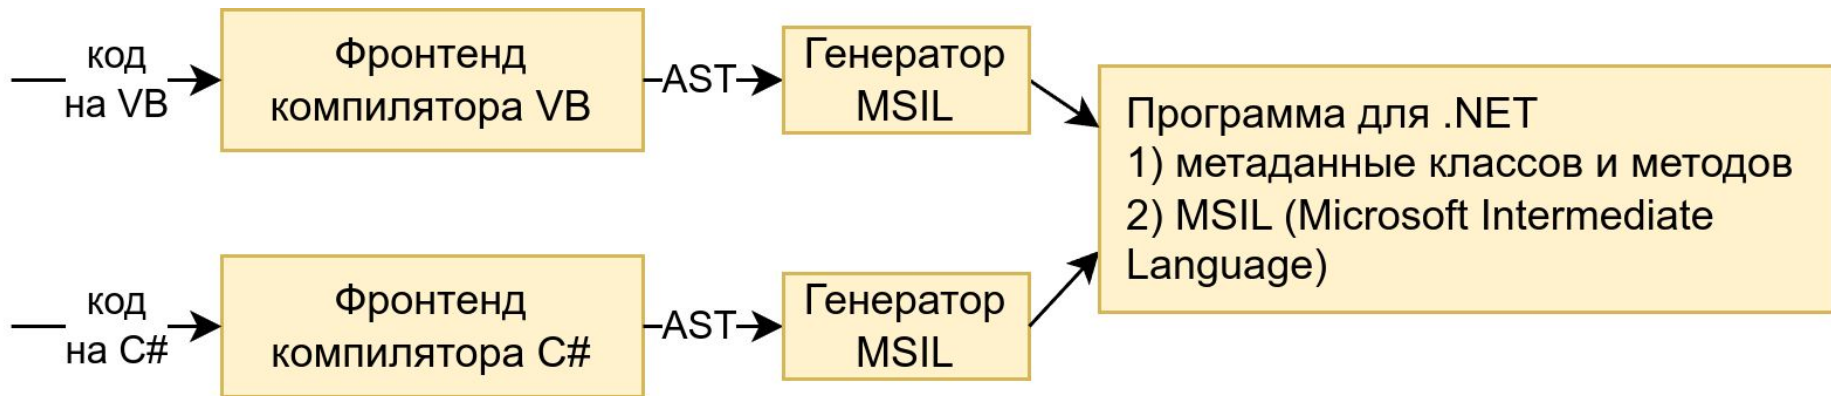 код
на VB
Фронтенд
компилятора VB
AST
Генератор
MSIL
Программа для .NET
1) метаданные классов и методов
2) MSIL (Microsoft Intermediate
Language)
код
на C#
Фронтенд
компилятора C#
AST
Генератор
MSIL